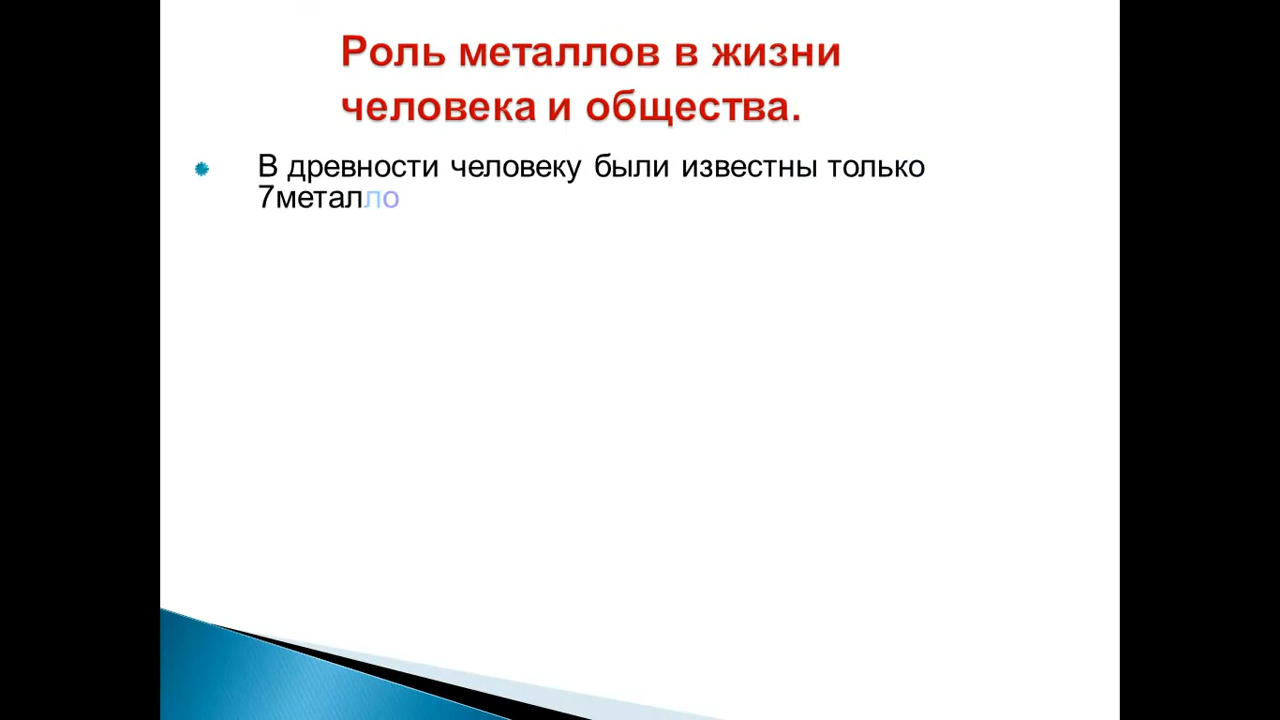 Роль металлов в жизни
человека и общества.
В древности человеку были известны только
7металло